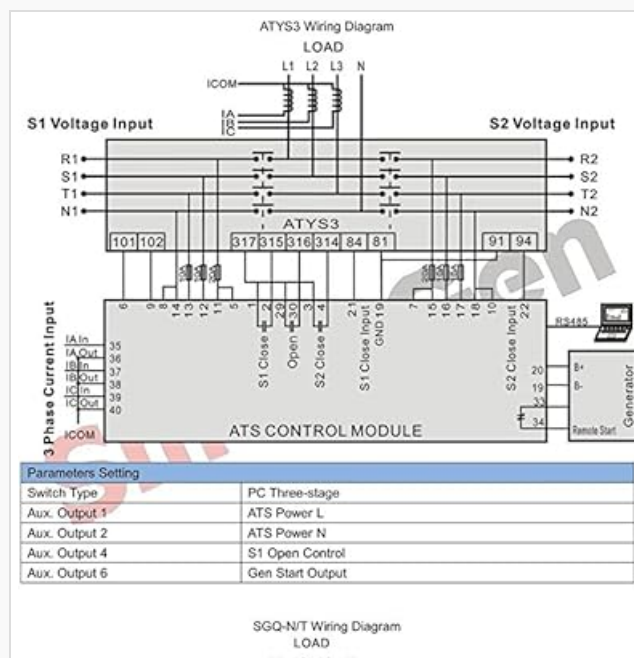 ATYS3 Wiring Diagram
LOAD
L1 L2 L3 N
ICOM
IA
IB
IC
S1 Voltage Input
S2 Voltage Input
R1 R2
S1 S2
T1 T2
N1 N2
ATYS3
101 102 317 315 316 314 84 81 91 94
6 9 8 14 13 12 11 5 1 2 29 30 3 4 21 GND 19 7 15 16 17 18 10 22
S1 Close
Open
S2 Close
S1 Close Input
S2 Close Input
RS485
3 Phase Current Input
IA In 35
IA Out 36
IB In 37
IB Out 38
IC In 39
IC Out 40
ICOM
20 B+
19 B-
33
34 Remote Start
Generator
ATS CONTROL MODULE
Parameters Setting
Switch Type PC Three-stage
Aux. Output 1 ATS Power L
Aux. Output 2 ATS Power N
Aux. Output 4 S1 Open Control
Aux. Output 6 Gen Start Output
SGQ-N/T Wiring Diagram
LOAD